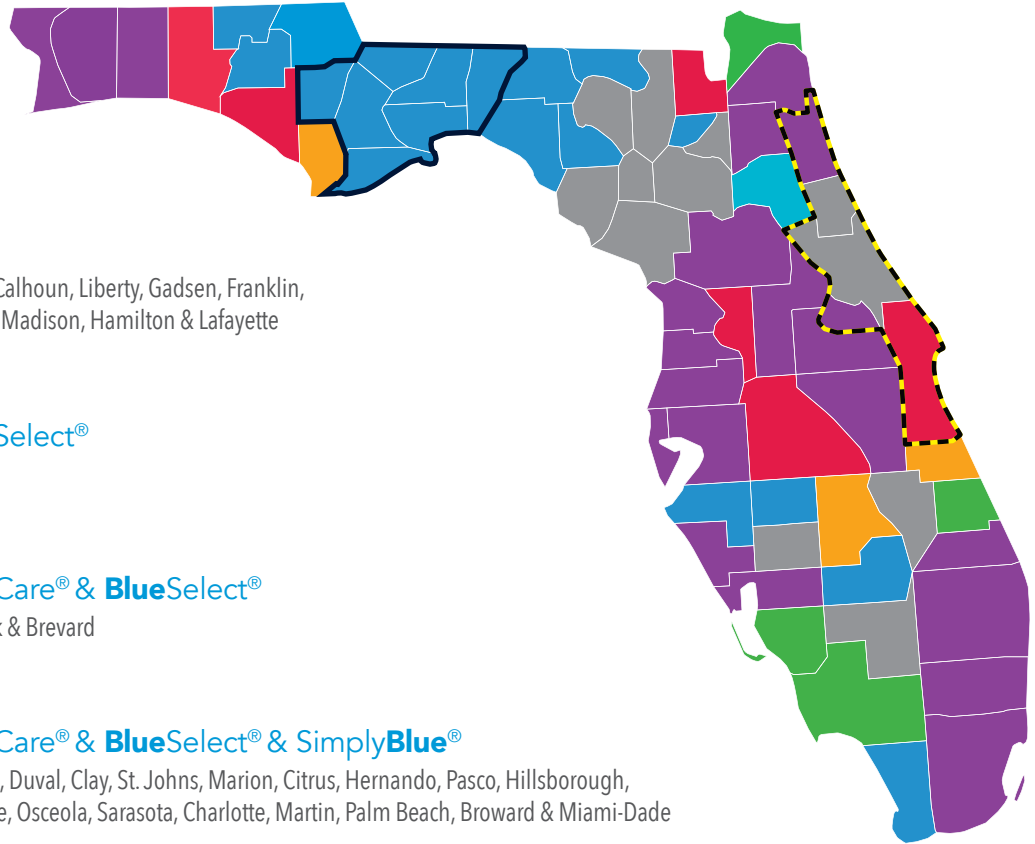 Calhoun, Liberty, Gadsen, Franklin,
Madison, Hamilton & Lafayette
Select®
Care® & BlueSelect®
& Brevard
Care® & BlueSelect® & SimplyBlue®
, Duval, Clay, St. Johns, Marion, Citrus, Hernando, Pasco, Hillsborough,
, Osceola, Sarasota, Charlotte, Martin, Palm Beach, Broward & Miami-Dade